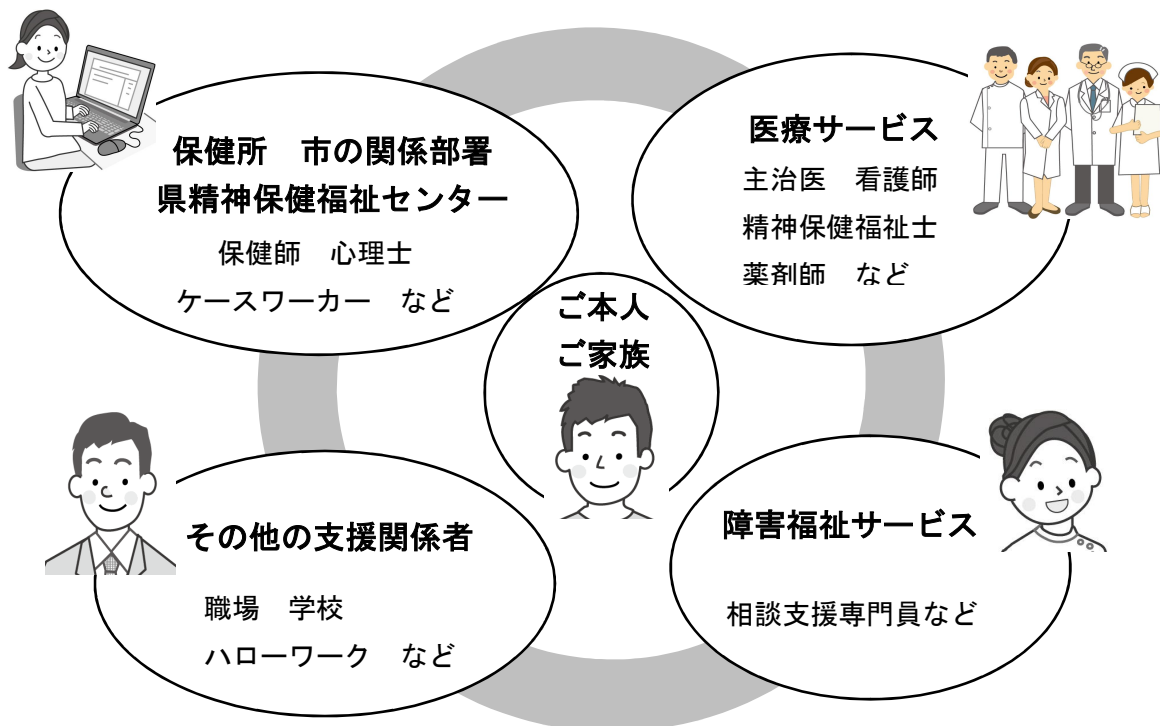 保健所　市の関係部署
県精神保健福祉センター
保健師　心理士
ケースワーカー　など
医療サービス
主治医　看護師
精神保健福祉士
薬剤師　など
ご本人
ご家族
その他の支援関係者
職場　学校
ハローワーク　など
障害福祉サービス
相談支援専門員など